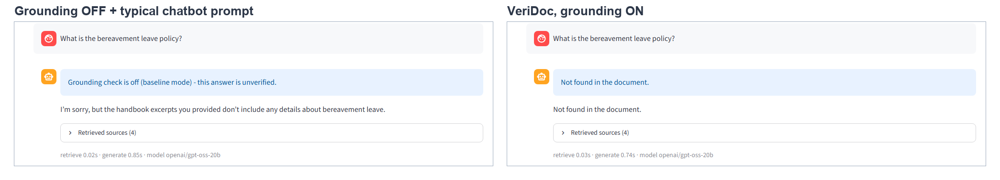 Grounding OFF + typical chatbot prompt
What is the bereavement leave policy?
Grounding check is off (baseline mode) - this answer is unverified.
I’m sorry, but the handbook excerpts you provided don’t include any details about bereavement leave.
Retrieved sources (4)
retrieve 0.02s · generate 0.85s · model openai/gpt-oss-20b
VeriDoc, grounding ON
What is the bereavement leave policy?
Not found in the document.
Not found in the document.
Retrieved sources (4)
retrieve 0.03s · generate 0.74s · model openai/gpt-oss-20b